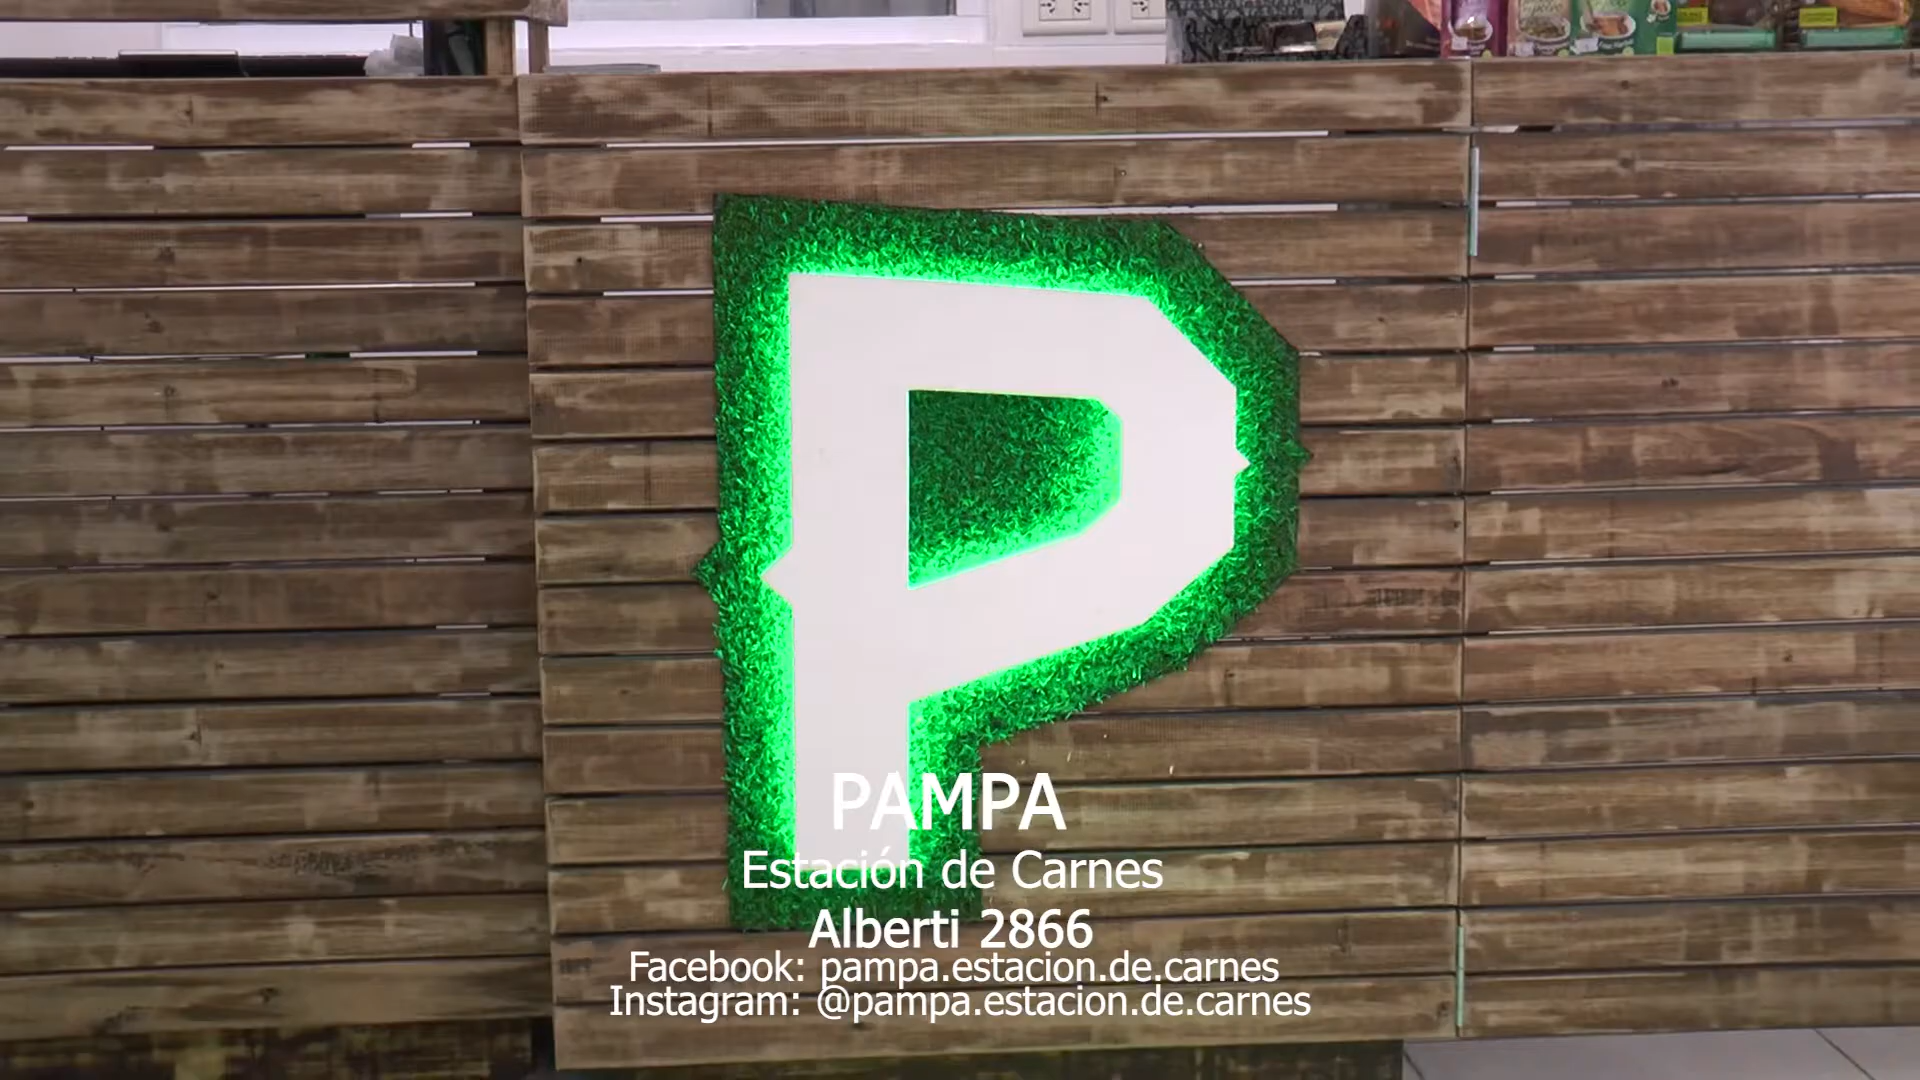 P
PAMPA
Estación de Carnes
Alberti 2866
Facebook: pampa.estacion.de.carnes
Instagram: @pampa.estacion.de.carnes